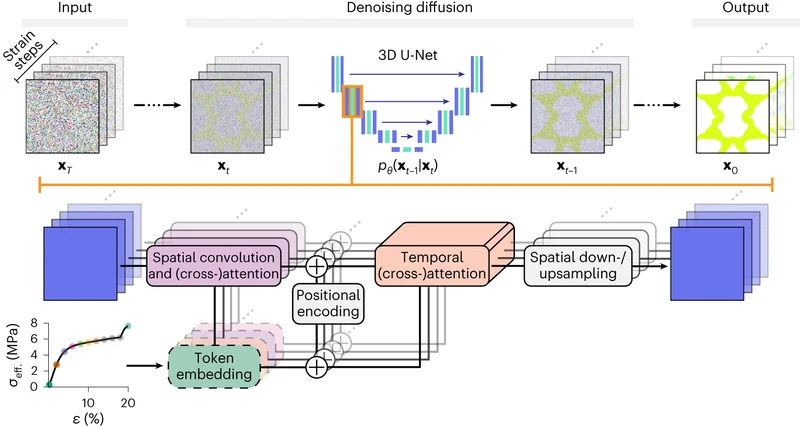 Input
Denoising diffusion
Output
Strain
steps
3D U-Net
x_T
x_t
p_θ(x_{t–1}|x_t)
x_{t–1}
x_0
Spatial convolution
and (cross-)attention
Temporal
(cross-)attention
Spatial down-/
upsampling
Positional
encoding
Token
embedding
σ_eff. (MPa)
8
6
4
2
0
10
20
ε (%)